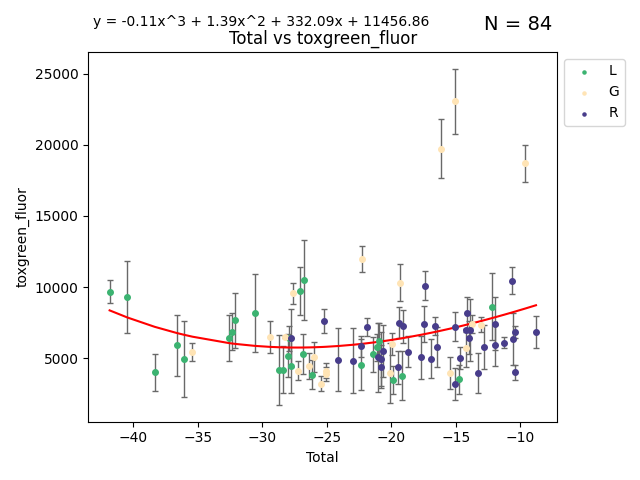 y = -0.11x^3 + 1.39x^2 + 332.09x + 11456.86
N = 84
Total vs toxgreen_fluor
25000
20000
15000
10000
5000
toxgreen_fluor
−40
−35
−30
−25
−20
−15
−10
Total
L
G
R